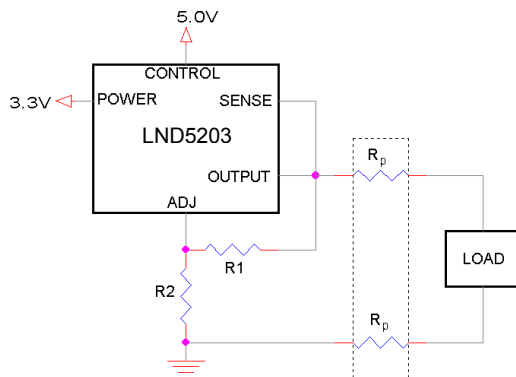 5.0V
CONTROL
3.3V
POWER
SENSE
LND5203
OUTPUT
ADJ
Rp
R1
R2
LOAD
Rp